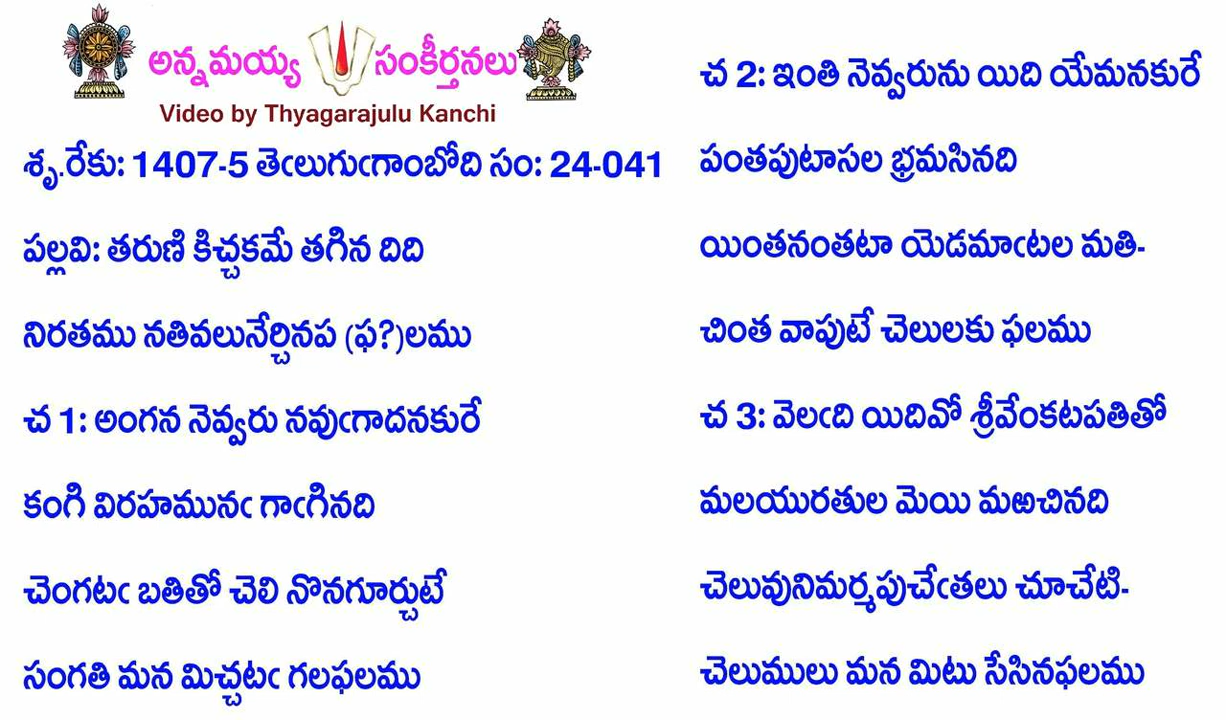 అన్నమయ్య సంకీర్తనలు
Video by Thyagarajulu Kanchi
శృ.రేకు: 1407-5 తెఁలుగుఁగాంబోది సం: 24-041
పల్లవి: తరుణి కిచ్చకమే తగిన దిది
నిరతము నతివలునేర్చినప (ఫ?)లము
చ 1: అంగన నెవ్వరు నవుఁగాదనకురే
కంగి విరహమునఁ గాఁగినది
చెంగటఁ బతితో చెలి నొనగూర్చుటే
సంగతి మన మిచ్చటఁ గలఫలము
చ 2: ఇంతి నెవ్వరును యిది యేమనకురే
పంతపుటాసల భ్రమసినది
యింతనంతటా యెడమాఁటల మతి-
చింత వాపుటే చెలులకు ఫలము
చ 3: వెలఁది యిదివో శ్రీవేంకటపతితో
మలయురతుల మెయి మఱచినది
చెలువునిమర్మపుచేఁతలు చూచేటి-
చెలుములు మన మిటు సేసినఫలము